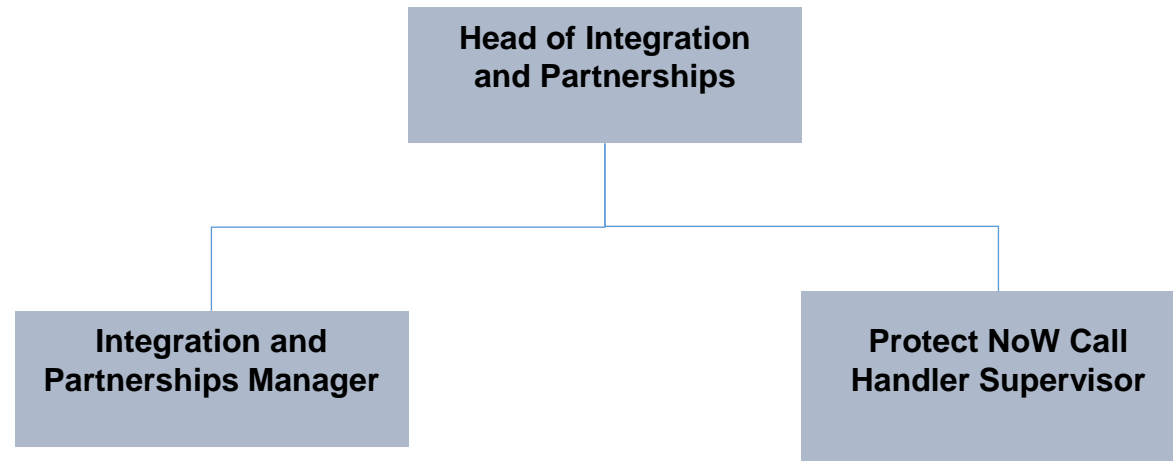 Head of Integration
and Partnerships
Integration and
Partnerships Manager
Protect NoW Call
Handler Supervisor